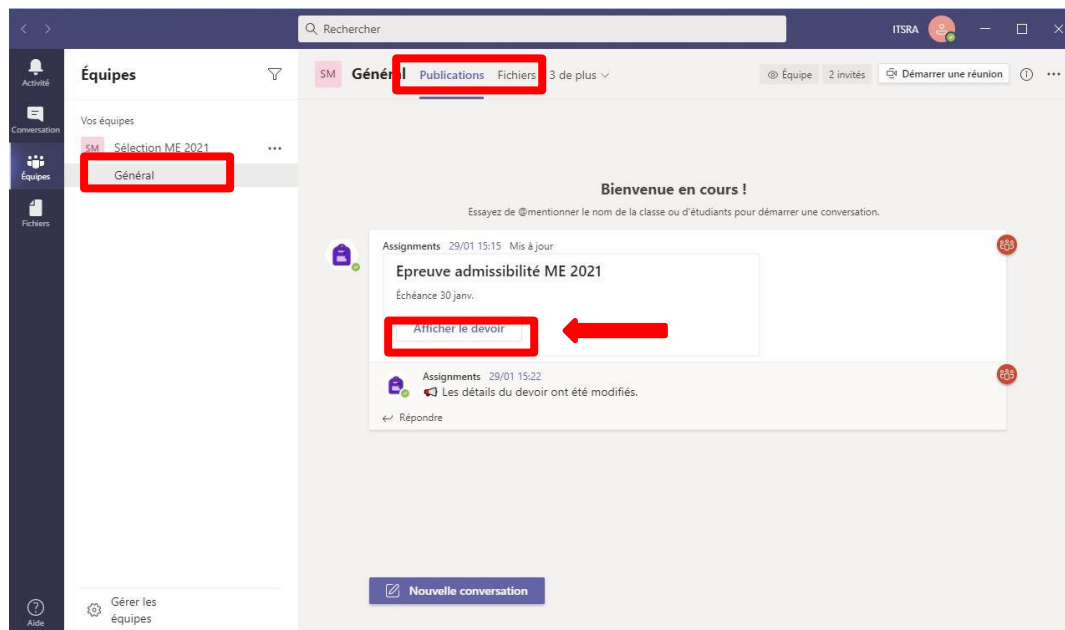 Rechercher
ITSRA
Activité
Conversation
Équipes
Fichiers
Aide
Équipes
Vos équipes
SM Sélection ME 2021
Général
Gérer les
équipes
SM Général Publications Fichiers 3 de plus
Équipe 2 invités Démarrer une réunion
Bienvenue en cours !
Essayez de @mentionner le nom de la classe ou d'étudiants pour démarrer une conversation.
Assignments 29/01 15:15 Mis à jour
Epreuve admissibilité ME 2021
Échéance 30 janv.
Afficher le devoir
Assignments 29/01 15:22
Les détails du devoir ont été modifiés.
Répondre
Nouvelle conversation